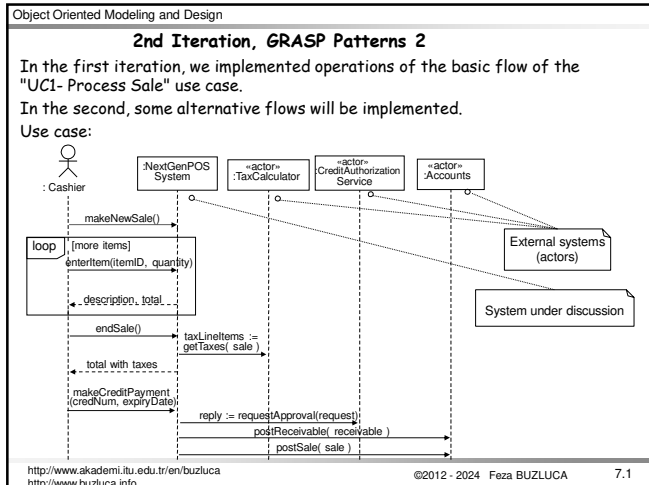 Object Oriented Modeling and Design
2nd Iteration, GRASP Patterns 2
In the first iteration, we implemented operations of the basic flow of the
"UC1- Process Sale" use case.
In the second, some alternative flows will be implemented.
Use case:
: Cashier
:NextGenPOS
System
«actor»
:TaxCalculator
«actor»
:CreditAuthorization
Service
«actor»
:Accounts
makeNewSale()
loop
[more items]
enterItem(itemID, quantity)
description, total
endSale()
taxLineItems :=
getTaxes( sale )
total with taxes
makeCreditPayment
(credNum, expiryDate)
reply := requestApproval(request)
postReceivable( receivable )
postSale( sale )
External systems
(actors)
System under discussion
http://www.akademi.itu.edu.tr/en/buzluca
http://www.buzluca.info
©2012 - 2024 Feza BUZLUCA
7.1